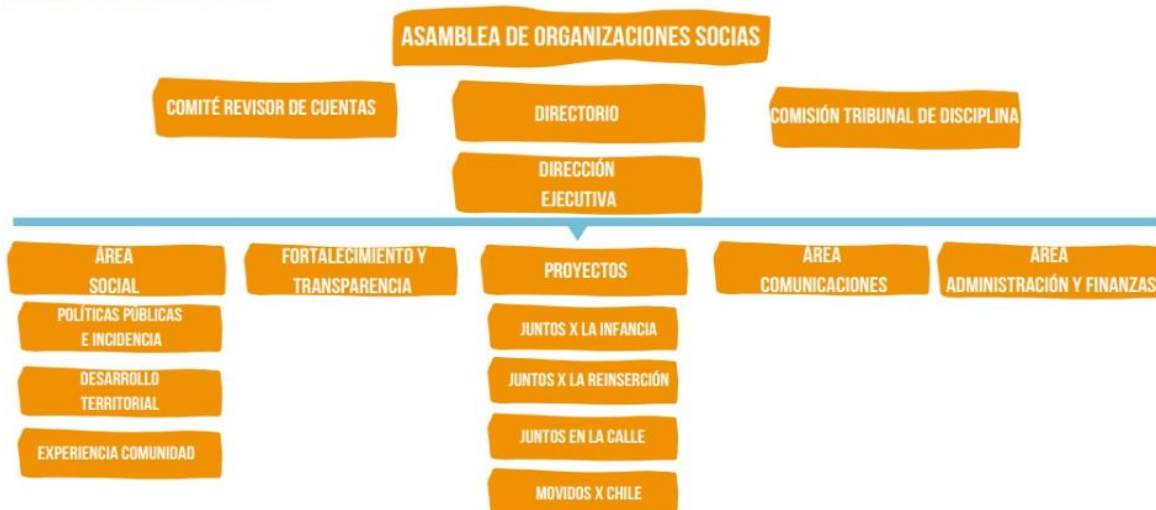 ASAMBLEA DE ORGANIZACIONES SOCIAS
COMITÉ REVISOR DE CUENTAS
DIRECTORIO
COMISIÓN TRIBUNAL DE DISCIPLINA
DIRECCIÓN
EJECUTIVA
ÁREA
SOCIAL
FORTALECIMIENTO Y
TRANSPARENCIA
PROYECTOS
ÁREA
COMUNICACIONES
ÁREA
ADMINISTRACIÓN Y FINANZAS
POLÍTICAS PÚBLICAS
E INCIDENCIA
DESARROLLO
TERRITORIAL
EXPERIENCIA COMUNIDAD
JUNTOS X LA INFANCIA
JUNTOS X LA REINSERCIÓN
JUNTOS EN LA CALLE
MOVIDOS X CHILE